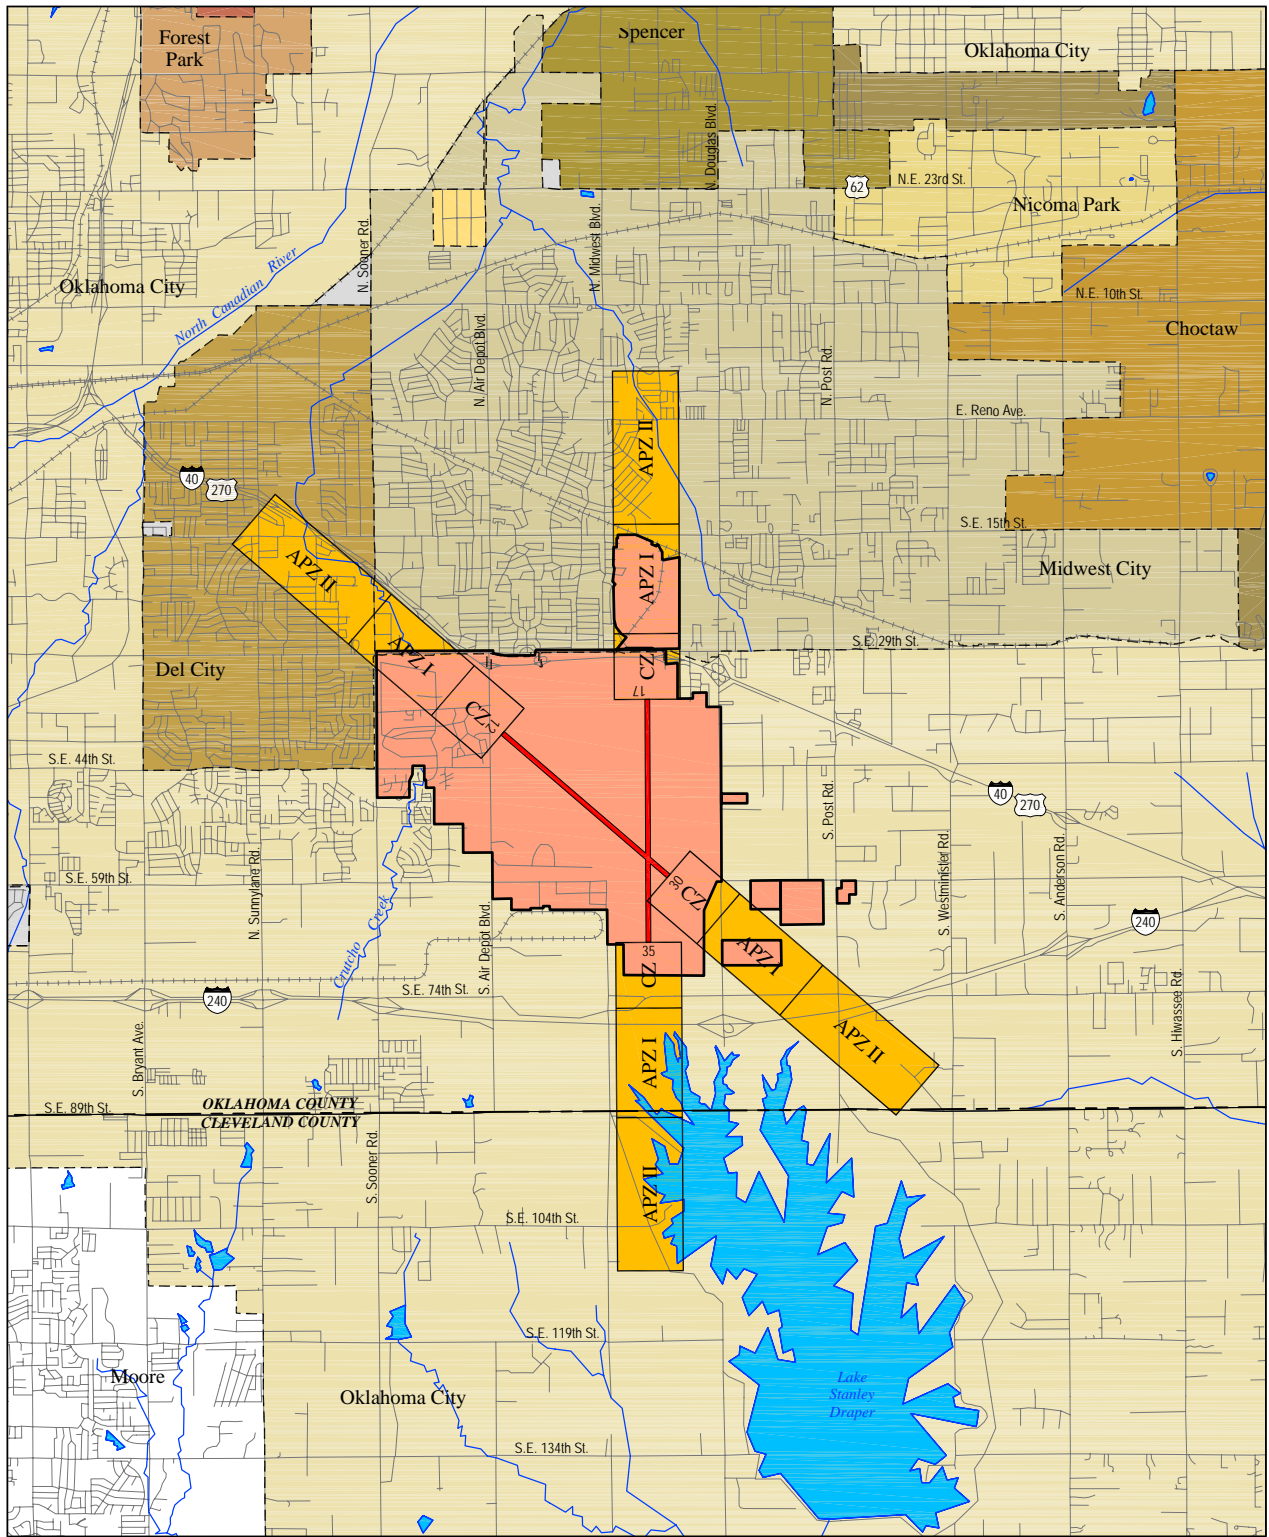 Forest
Park
Spencer
Oklahoma City
N. Douglas Blvd.
62
N.E. 23rd St.
Nicoma Park
N. Sooner Rd.
N. Midwest Blvd.
Oklahoma City
North Canadian River
N.E. 10th St.
Choctaw
N. Air Depot Blvd.
N. Post Rd.
E. Reno Ave.
APZ II
40
270
S.E. 15th St.
APZ II
APZ I
Midwest City
S.E. 29th St.
APZ I
CZ
17
Del City
CZ
12
S.E. 44th St.
40
270
S. Post Rd.
S. Westminister Rd.
S. Anderson Rd.
S.E. 59th St.
N. Sunnylane Rd.
30
CZ
Crutcho Creek
S. Air Depot Blvd.
240
35
CZ
APZ I
S.E. 74th St.
240
S. Hiwassee Rd.
S. Bryant Ave.
APZ I
APZ II
S.E. 89th St.
OKLAHOMA COUNTY
CLEVELAND COUNTY
S. Sooner Rd.
APZ II
S.E. 104th St.
S.E. 119th St.
Moore
Oklahoma City
Lake
Stanley
Draper
S.E. 134th St.